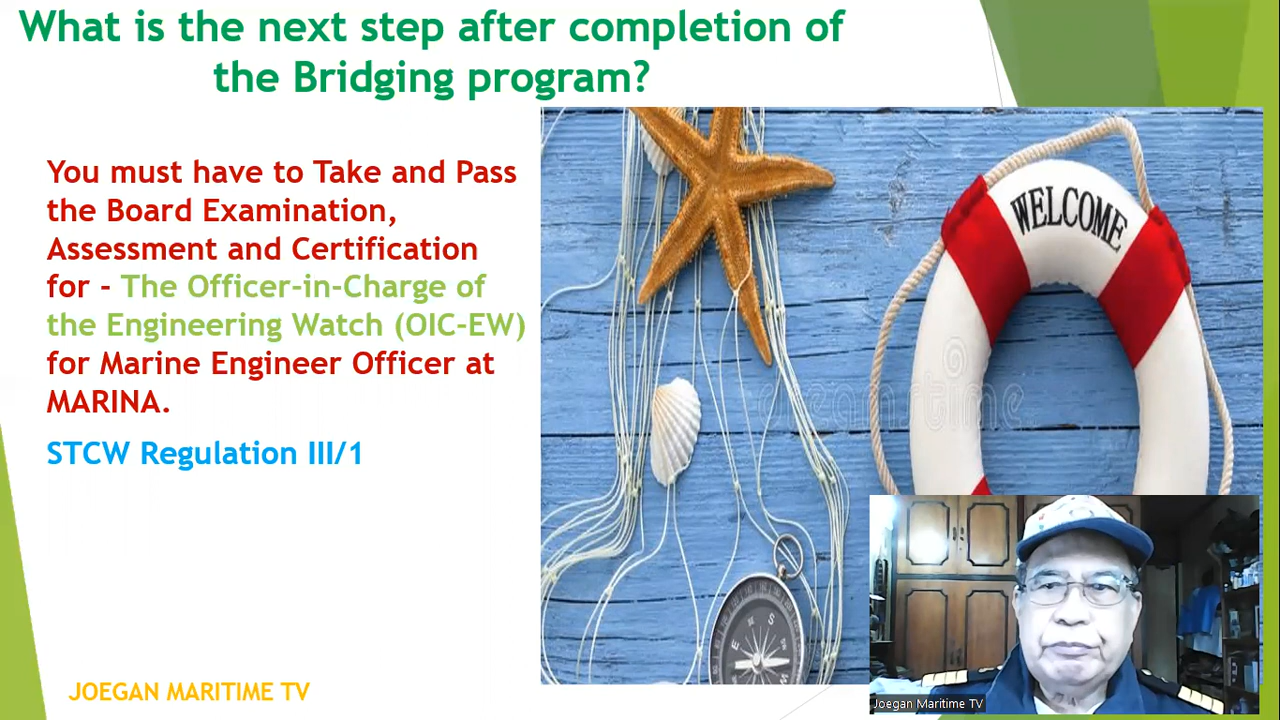 What is the next step after completion of
the Bridging program?
You must have to Take and Pass
the Board Examination,
Assessment and Certification
for - The Officer-in-Charge of
the Engineering Watch (OIC-EW)
for Marine Engineer Officer at
MARINA.
STCW Regulation III/1
WELCOME
dreamstime.
S
E
JOEGAN MARITIME TV
Joegan Maritime TV